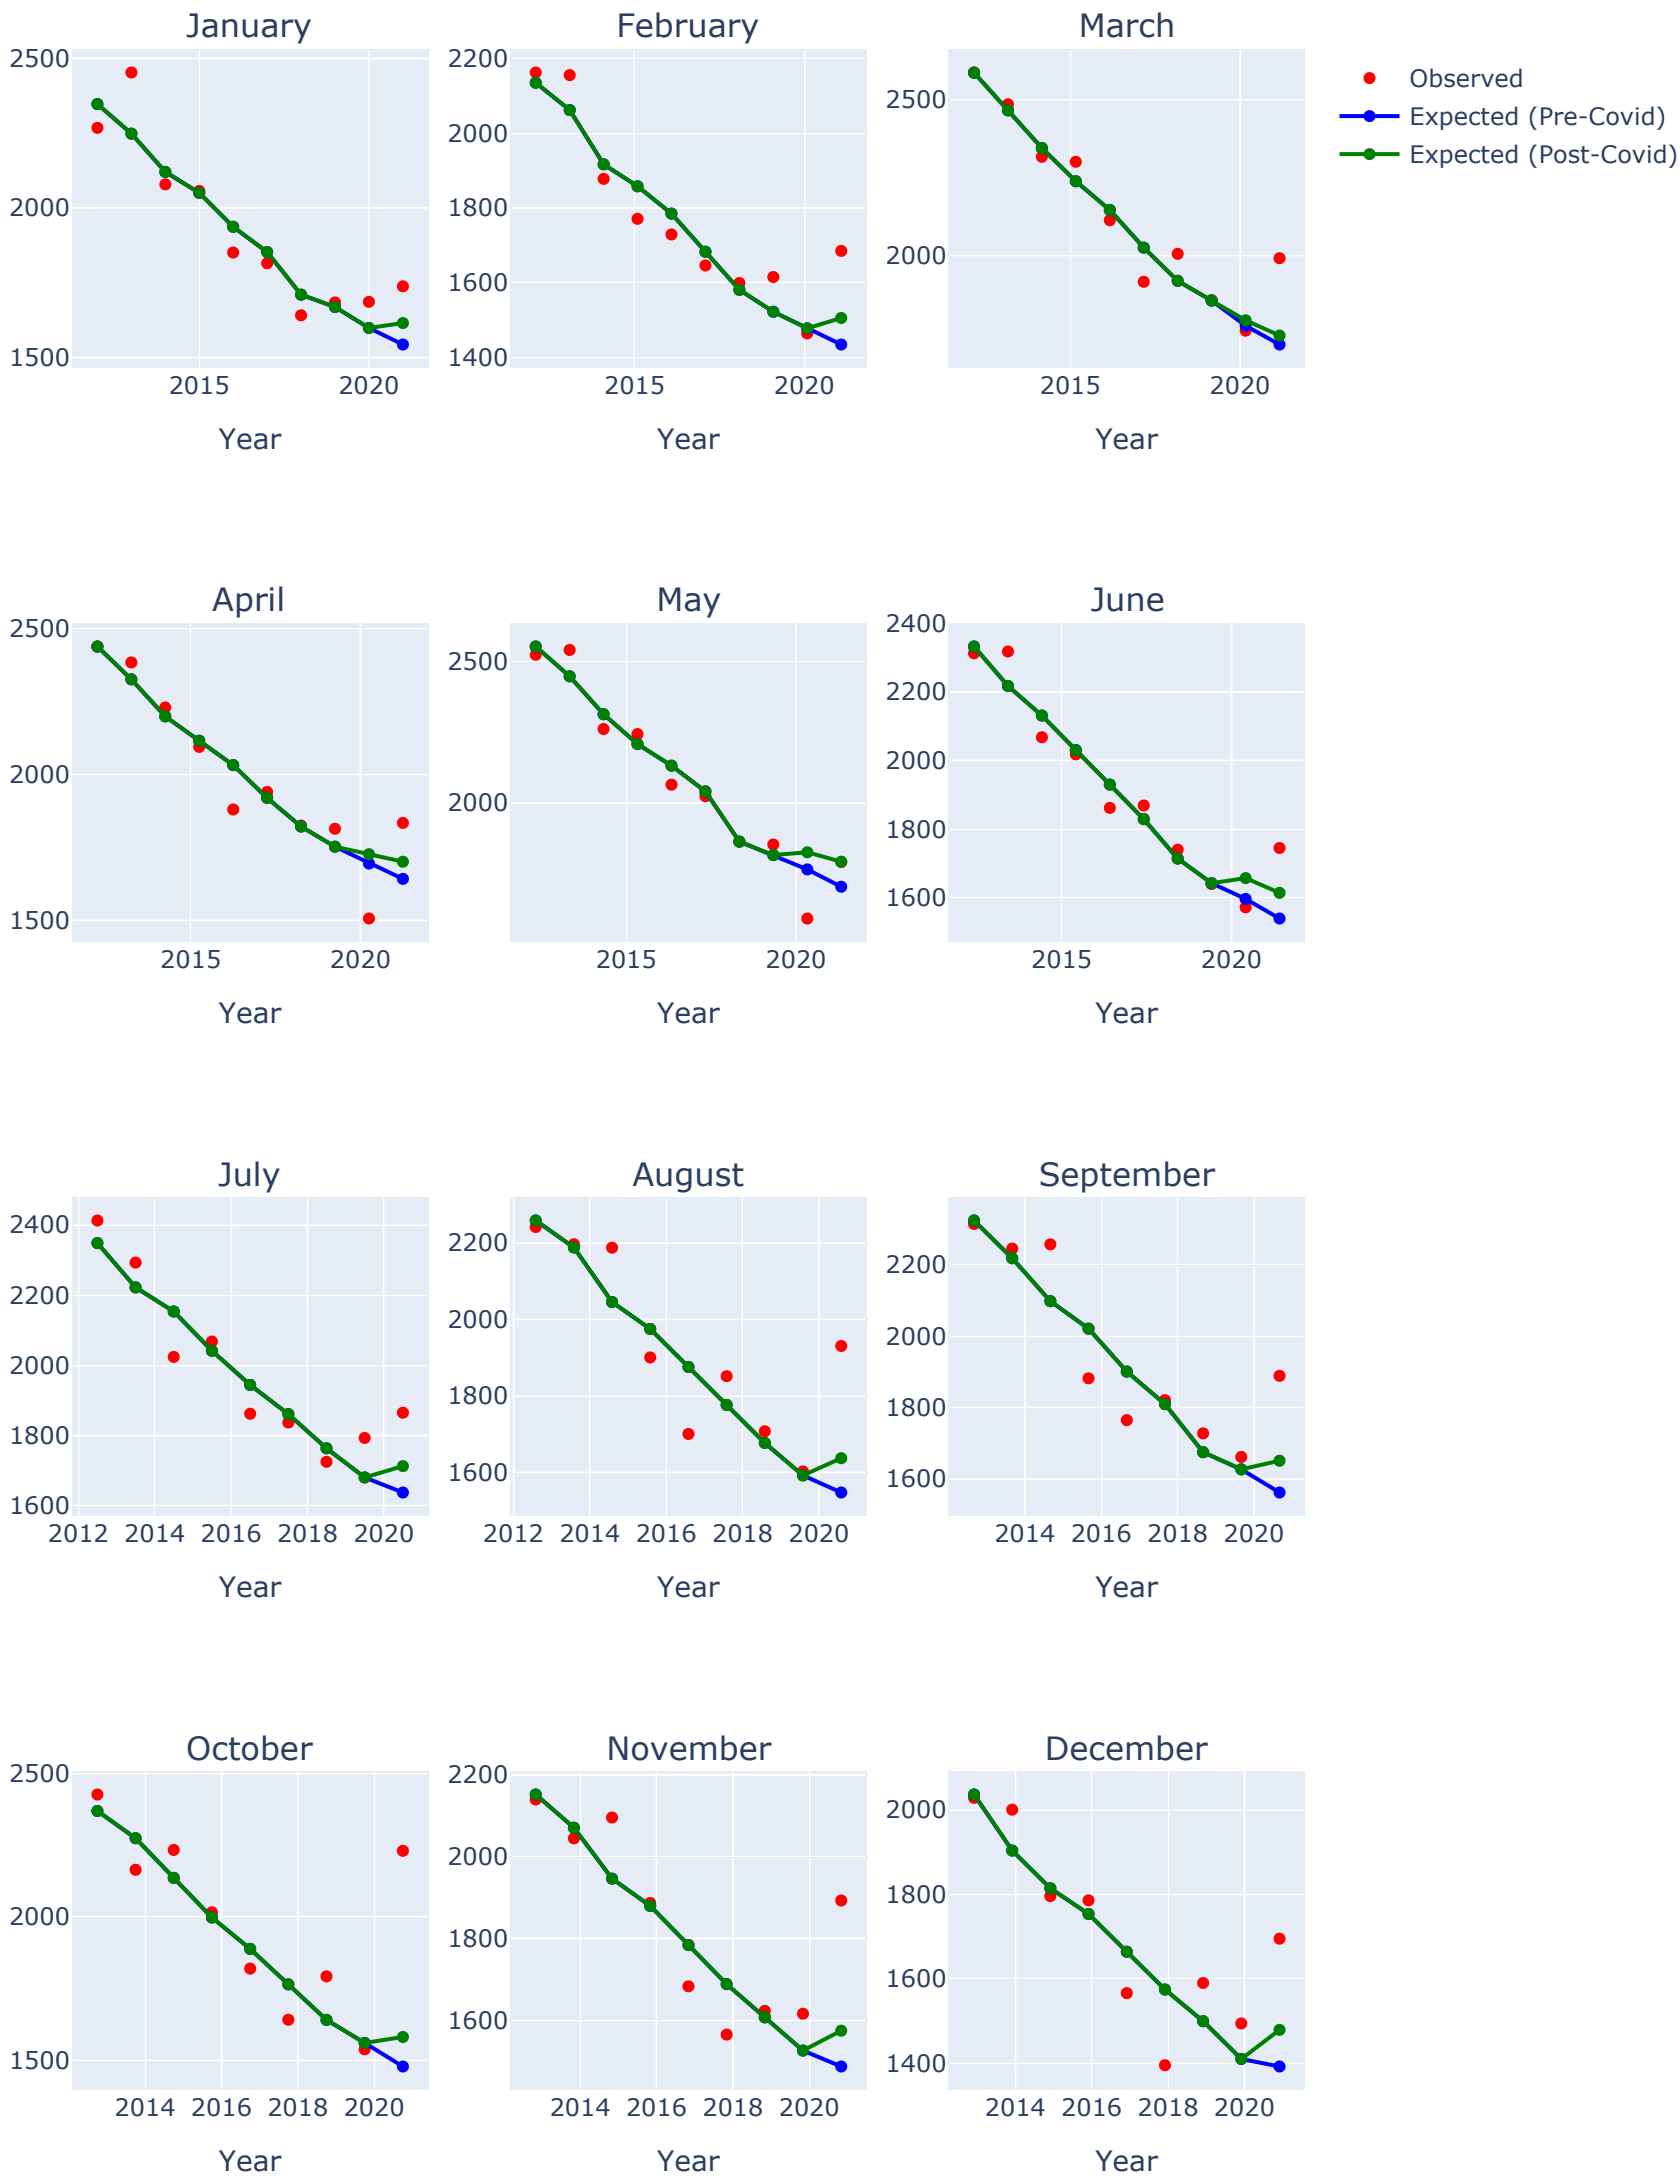 January
February
March
2500
2000
1500
2015
2020
Year
2200
2000
1800
1600
1400
2015
2020
Year
2500
2000
2015
2020
Year
Observed
Expected (Pre-Covid)
Expected (Post-Covid)
April
May
June
2500
2000
1500
2015
2020
Year
2500
2000
2015
2020
Year
2400
2200
2000
1800
1600
2015
2020
Year
July
August
September
2400
2200
2000
1800
1600
2012 2014 2016 2018 2020
Year
2200
2000
1800
1600
2012 2014 2016 2018 2020
Year
2200
2000
1800
1600
2014 2016 2018 2020
Year
October
November
December
2500
2000
1500
2014 2016 2018 2020
Year
2200
2000
1800
1600
2014 2016 2018 2020
Year
2000
1800
1600
1400
2014 2016 2018 2020
Year